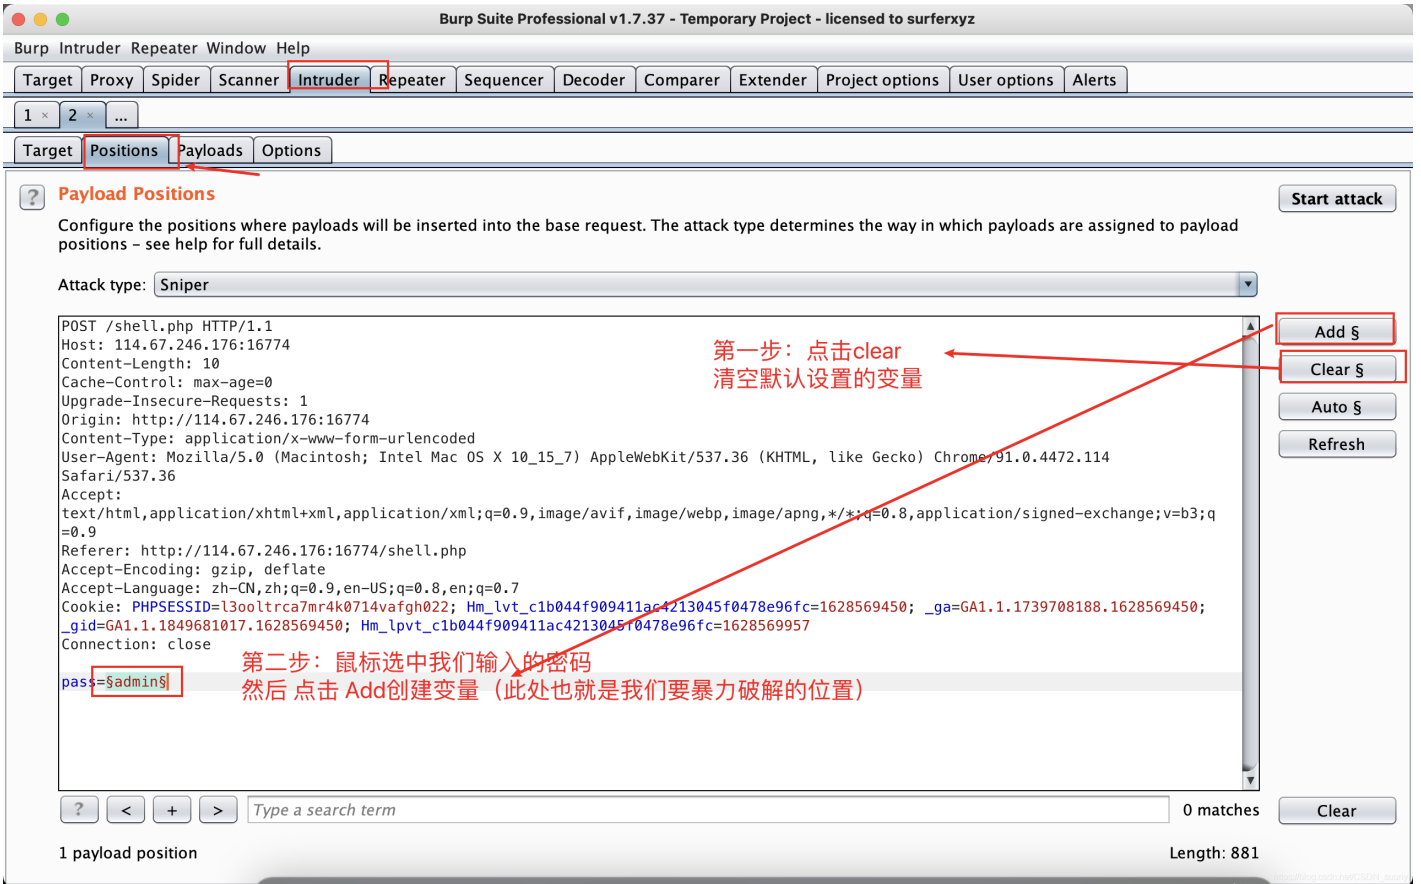 Burp Suite Professional v1.7.37 - Temporary Project - licensed to surferxyz
Burp Intruder Repeater Window Help
Target Proxy Spider Scanner Intruder Repeater Sequencer Decoder Comparer Extender Project options User options Alerts
1 × 2 × ...
Target Positions Payloads Options
? Payload Positions
Start attack
Configure the positions where payloads will be inserted into the base request. The attack type determines the way in which payloads are assigned to payload
positions – see help for full details.
Attack type: Sniper
POST /shell.php HTTP/1.1
Host: 114.67.246.176:16774
Content-Length: 10
Cache-Control: max-age=0
Upgrade-Insecure-Requests: 1
Origin: http://114.67.246.176:16774
Content-Type: application/x-www-form-urlencoded
User-Agent: Mozilla/5.0 (Macintosh; Intel Mac OS X 10_15_7) AppleWebKit/537.36 (KHTML, like Gecko) Chrome/91.0.4472.114
Safari/537.36
Accept:
text/html,application/xhtml+xml,application/xml;q=0.9,image/avif,image/webp,image/apng,*/*;q=0.8,application/signed-exchange;v=b3;q
=0.9
Referer: http://114.67.246.176:16774/shell.php
Accept-Encoding: gzip, deflate
Accept-Language: zh-CN,zh;q=0.9,en-US;q=0.8,en;q=0.7
Cookie: PHPSESSID=l3ooltrca7mr4k0714vafgh022; Hm_lvt_c1b044f909411ac4213045f0478e96fc=1628569450; _ga=GA1.1.1739708188.1628569450;
_gid=GA1.1.1849681017.1628569450; Hm_lpvt_c1b044f909411ac4213045f0478e96fc=1628569957
Connection: close
pass=§admin§
第一步：点击clear
清空默认设置的变量
第二步：鼠标选中我们输入的密码
然后 点击 Add创建变量（此处也就是我们要暴力破解的位置）
Add §
Clear §
Auto §
Refresh
? < + > Type a search term 0 matches Clear
1 payload position
Length: 881